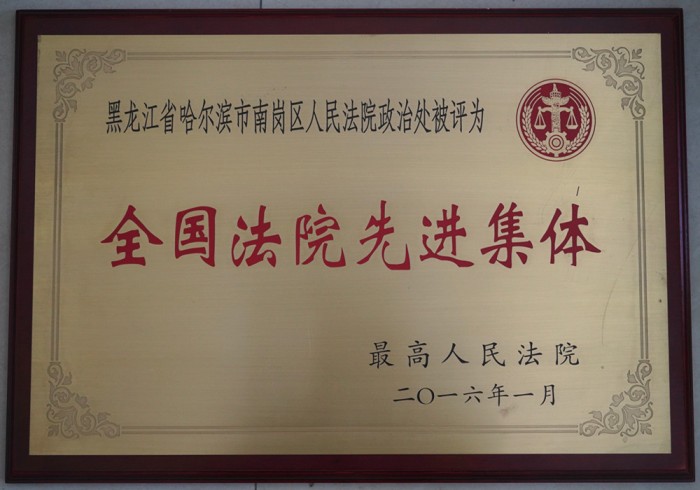 黑龙江省哈尔滨市南岗区人民法院政治处被评为
全国法院先进集体
最高人民法院
二〇一六年一月